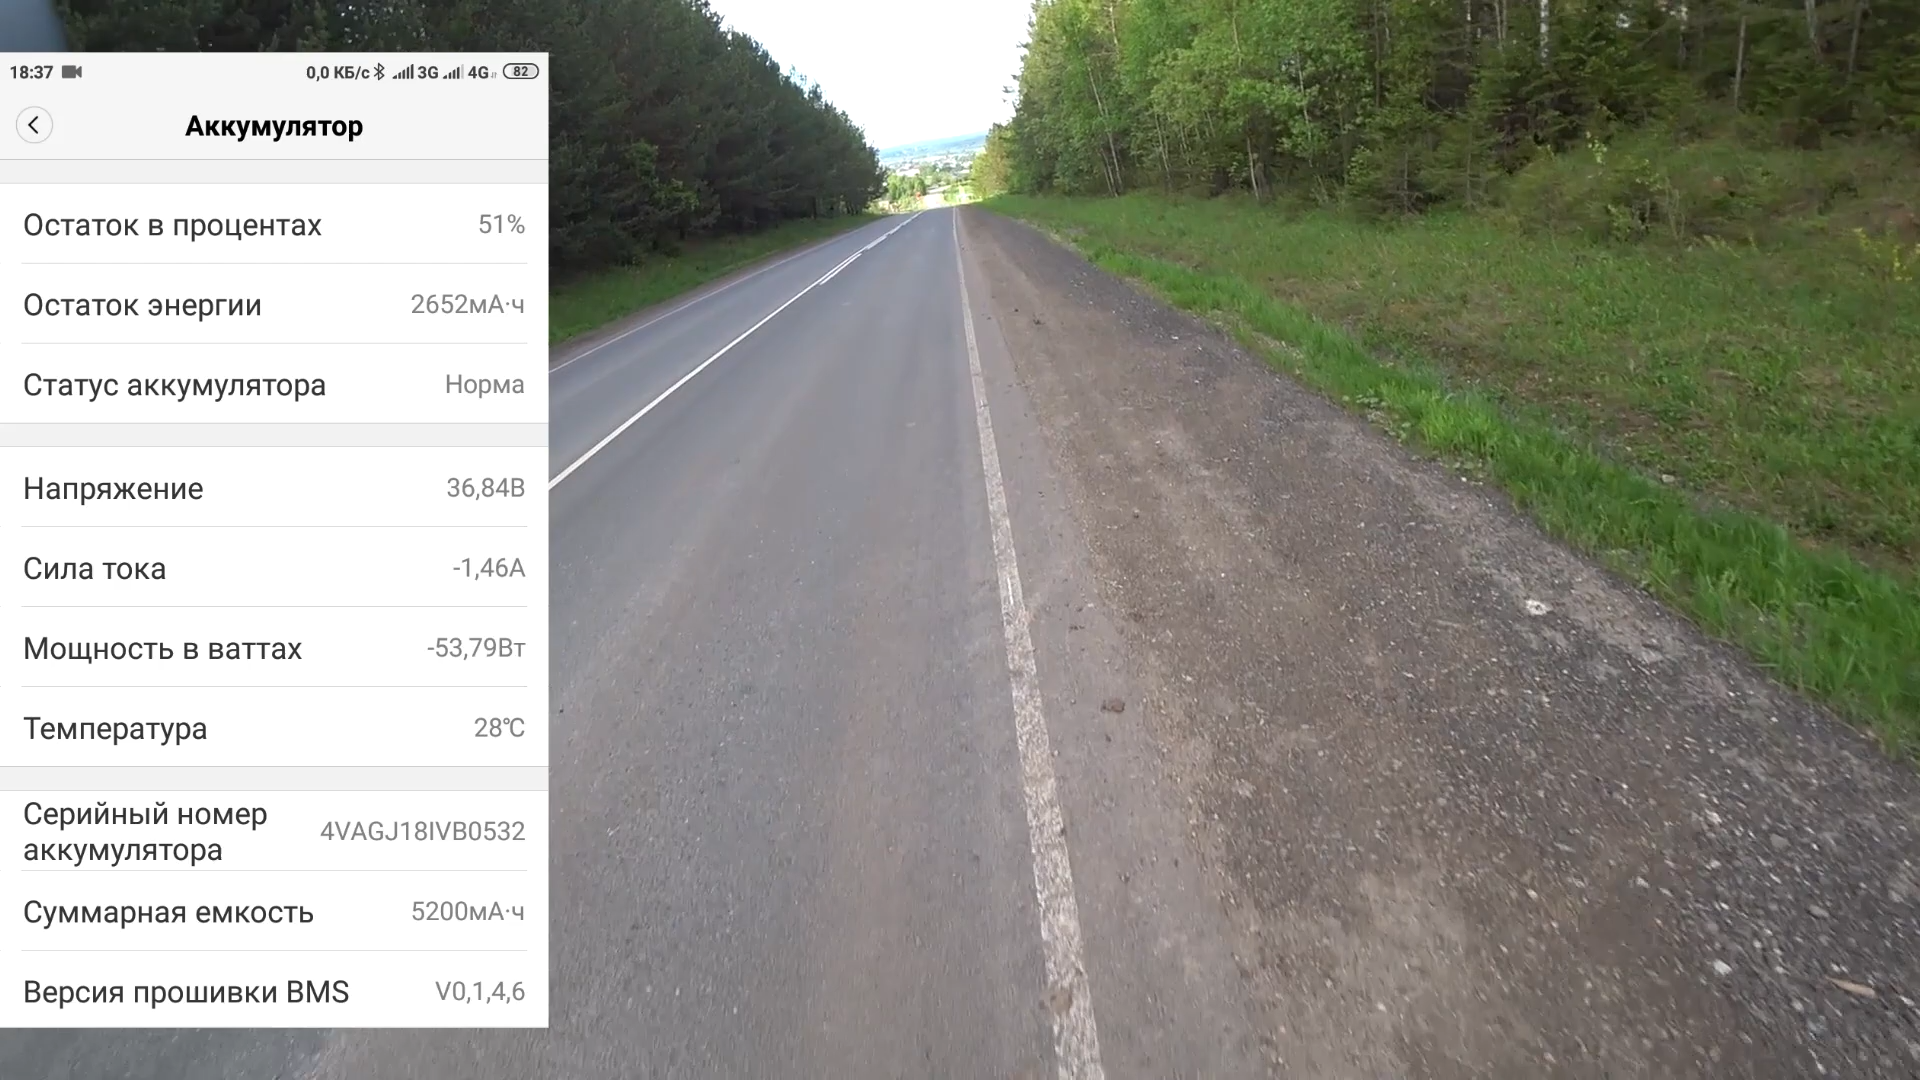 18:37 0,0 КБ/с 3G 4G 82
Аккумулятор
Остаток в процентах 51%
Остаток энергии 2652мА·ч
Статус аккумулятора Норма
Напряжение 36,84В
Сила тока -1,46А
Мощность в ваттах -53,79Вт
Температура 28℃
Серийный номер
аккумулятора 4VAGJ18IVB0532
Суммарная емкость 5200мА·ч
Версия прошивки BMS V0,1,4,6